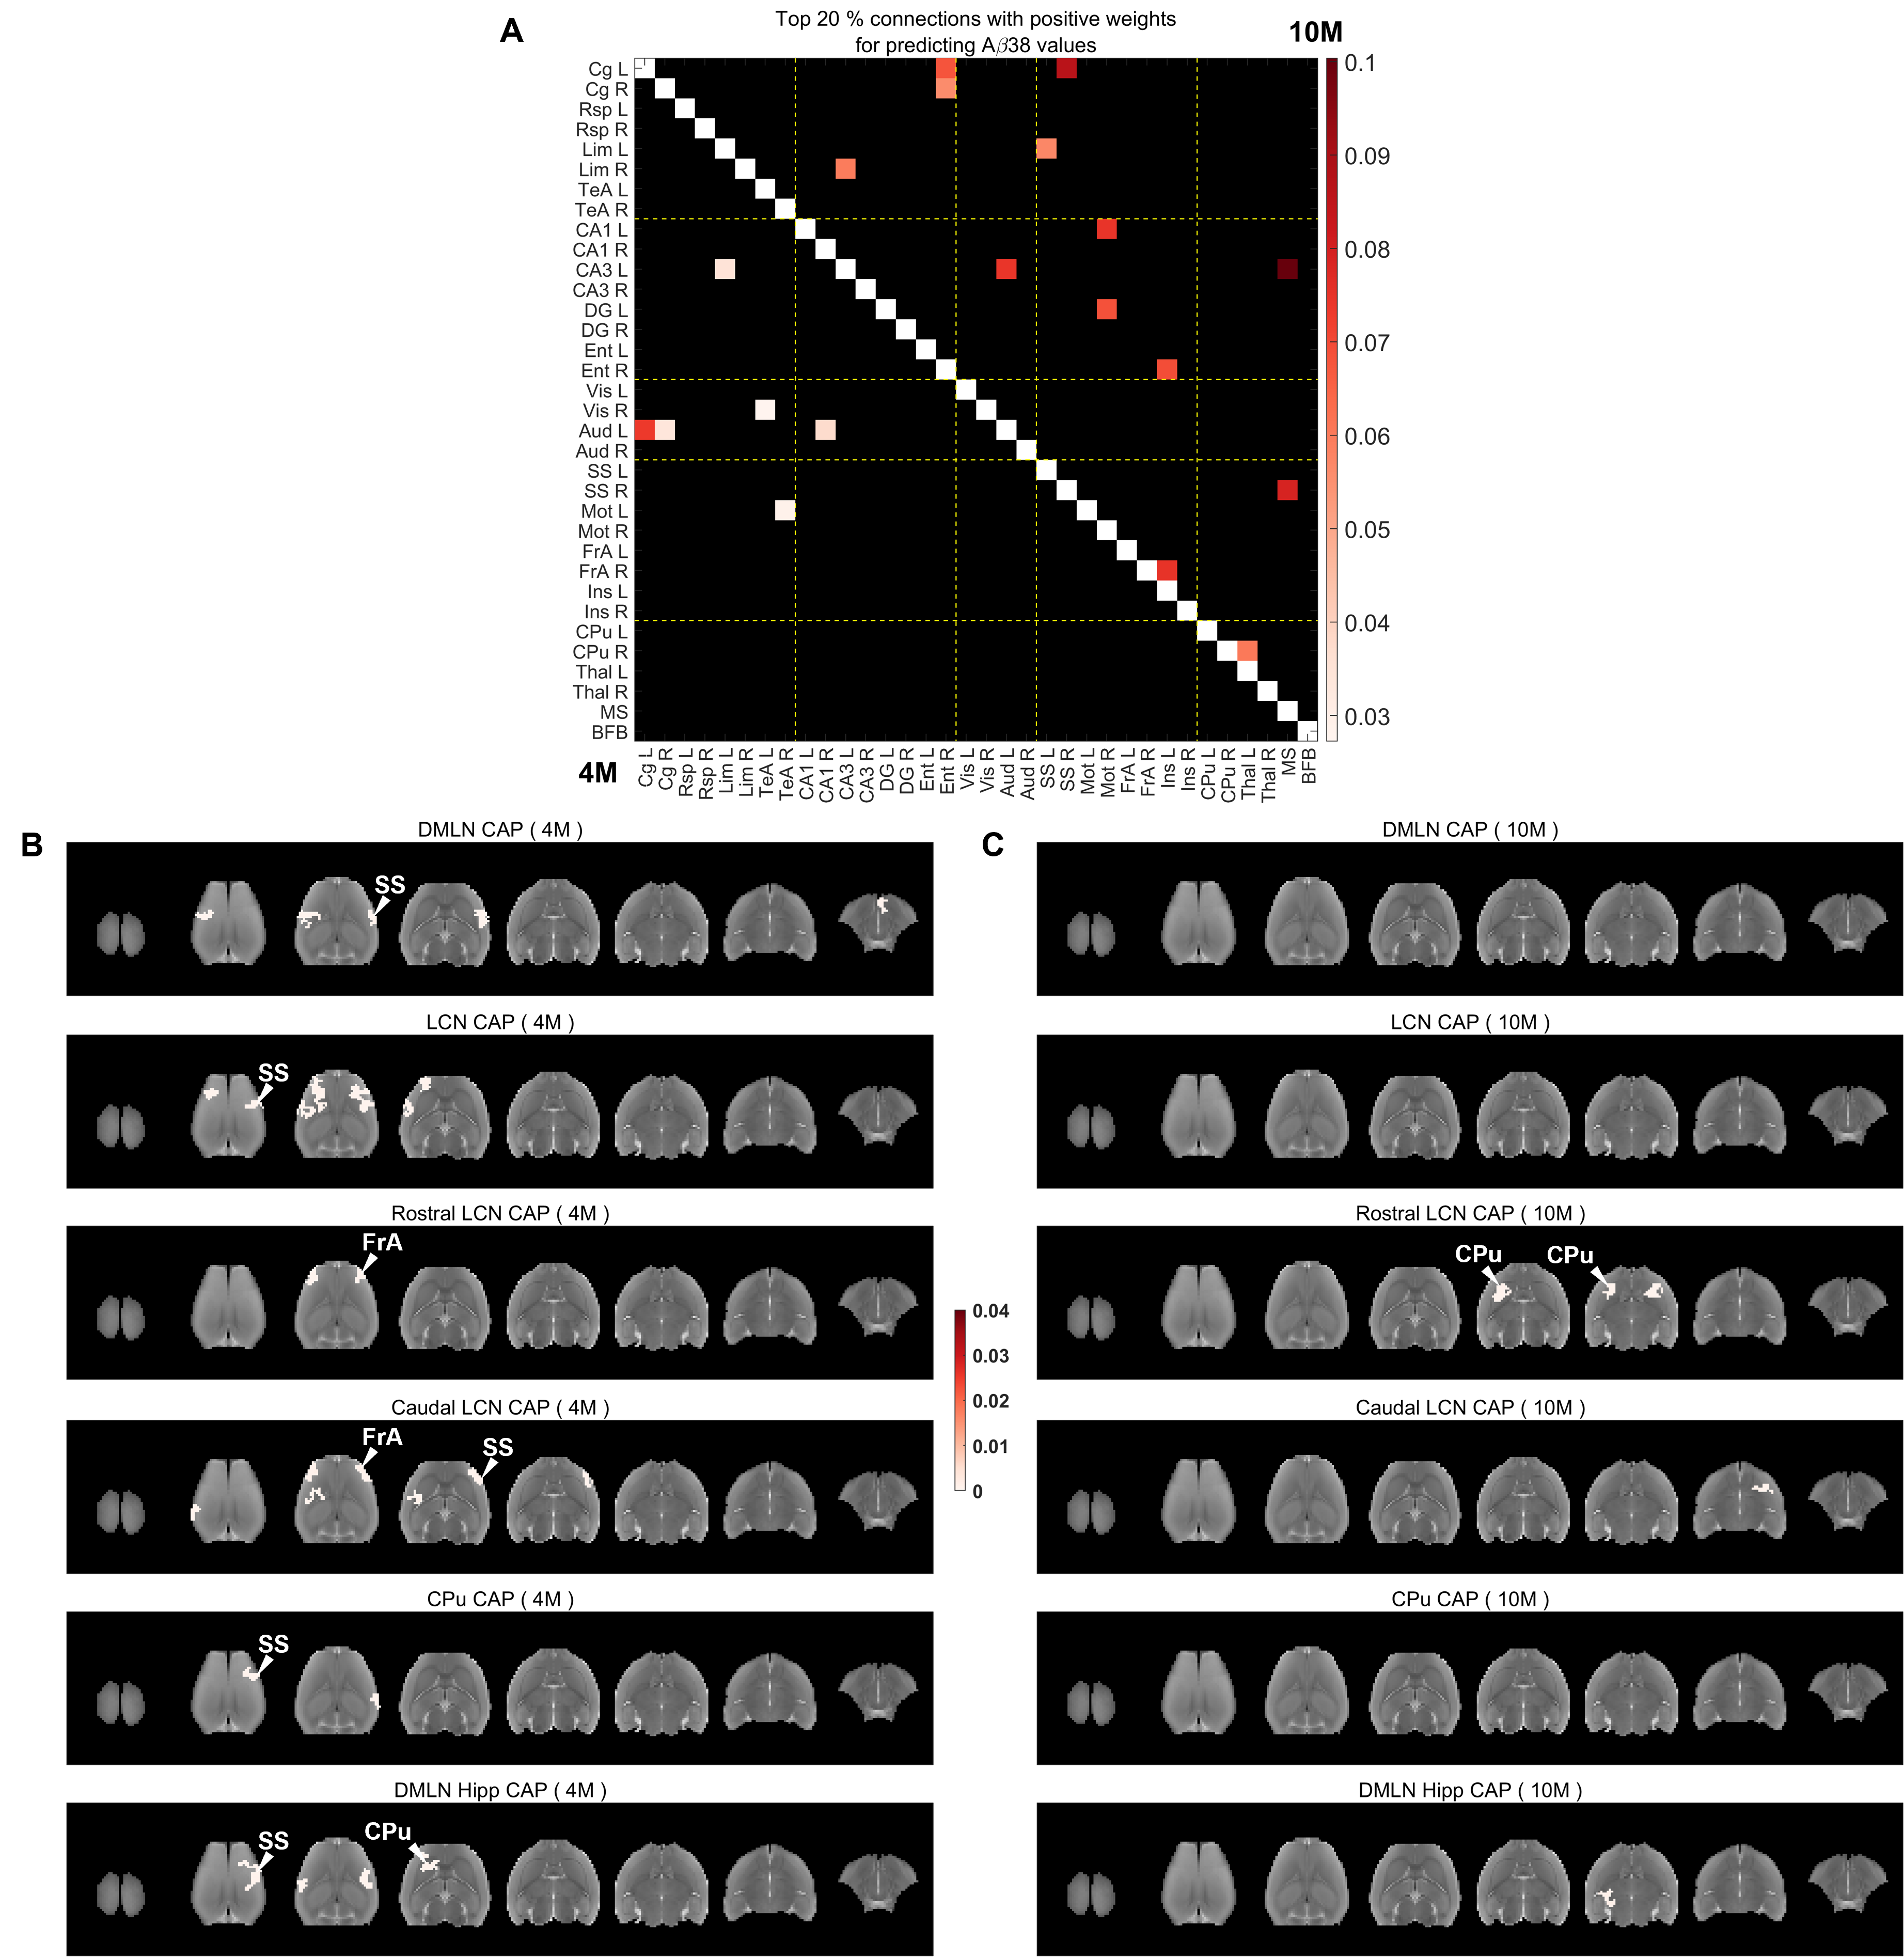 A
Top 20 % connections with positive weights
for predicting Aβ38 values
10M
Cg L
Cg R
Rsp L
Rsp R
Lim L
Lim R
TeA L
TeA R
CA1 L
CA1 R
CA3 L
CA3 R
DG L
DG R
Ent L
Ent R
Vis L
Vis R
Aud L
Aud R
SS L
SS R
Mot L
Mot R
FrA L
FrA R
Ins L
Ins R
CPu L
CPu R
Thal L
Thal R
MS
BFB
0.1
0.09
0.08
0.07
0.06
0.05
0.04
0.03
4M
Cg L
Cg R
Rsp L
Rsp R
Lim L
Lim R
TeA L
TeA R
CA1 L
CA1 R
CA3 L
CA3 R
DG L
DG R
Ent L
Ent R
Vis L
Vis R
Aud L
Aud R
SS L
SS R
Mot L
Mot R
FrA L
FrA R
Ins L
Ins R
CPu L
CPu R
Thal L
Thal R
MS
BFB
B
DMLN CAP ( 4M )
SS
LCN CAP ( 4M )
SS
Rostral LCN CAP ( 4M )
FrA
Caudal LCN CAP ( 4M )
FrA
SS
CPu CAP ( 4M )
SS
DMLN Hipp CAP ( 4M )
SS
CPu
0.04
0.03
0.02
0.01
0
C
DMLN CAP ( 10M )
LCN CAP ( 10M )
Rostral LCN CAP ( 10M )
CPu
CPu
Caudal LCN CAP ( 10M )
CPu CAP ( 10M )
DMLN Hipp CAP ( 10M )